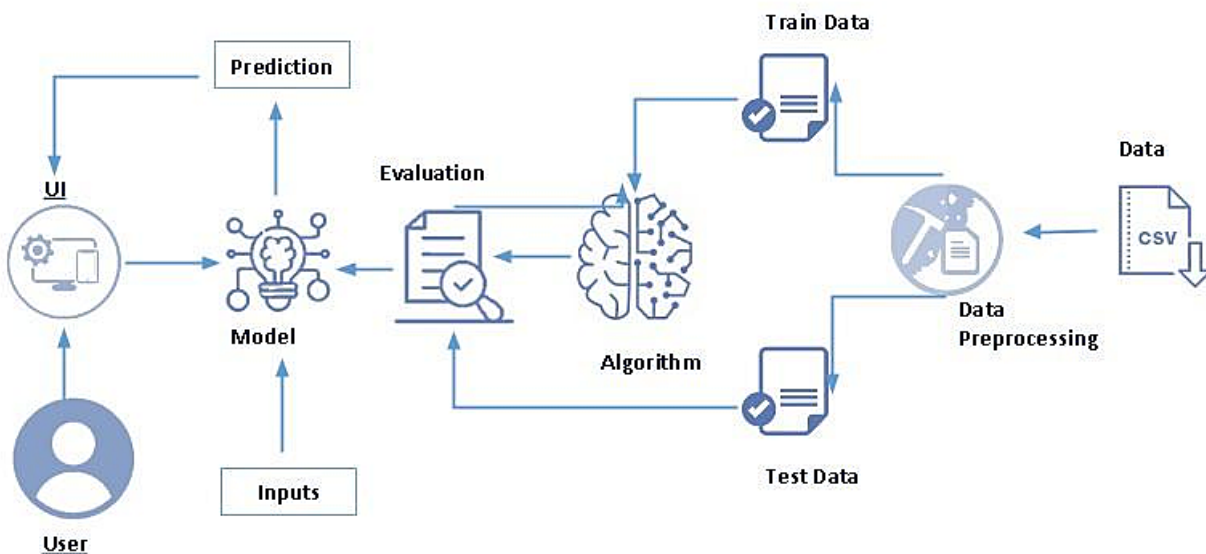 Train Data
Prediction
Data
Evaluation
UI
CSV
Data
Preprocessing
Model
Algorithm
Test Data
Inputs
User